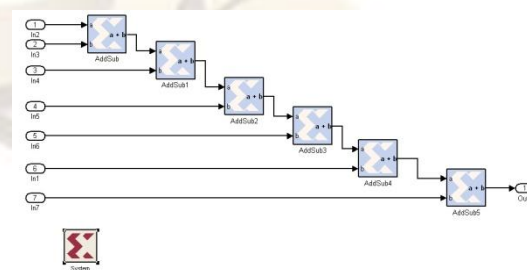 1
In2
a
a + b
b
AddSub
2
In3
3
In4
a
a + b
b
AddSub1
4
In5
a
a + b
b
AddSub2
5
In6
a
a + b
b
AddSub3
6
In1
a
a + b
b
AddSub4
7
In7
a
a + b
b
AddSub5
1
System